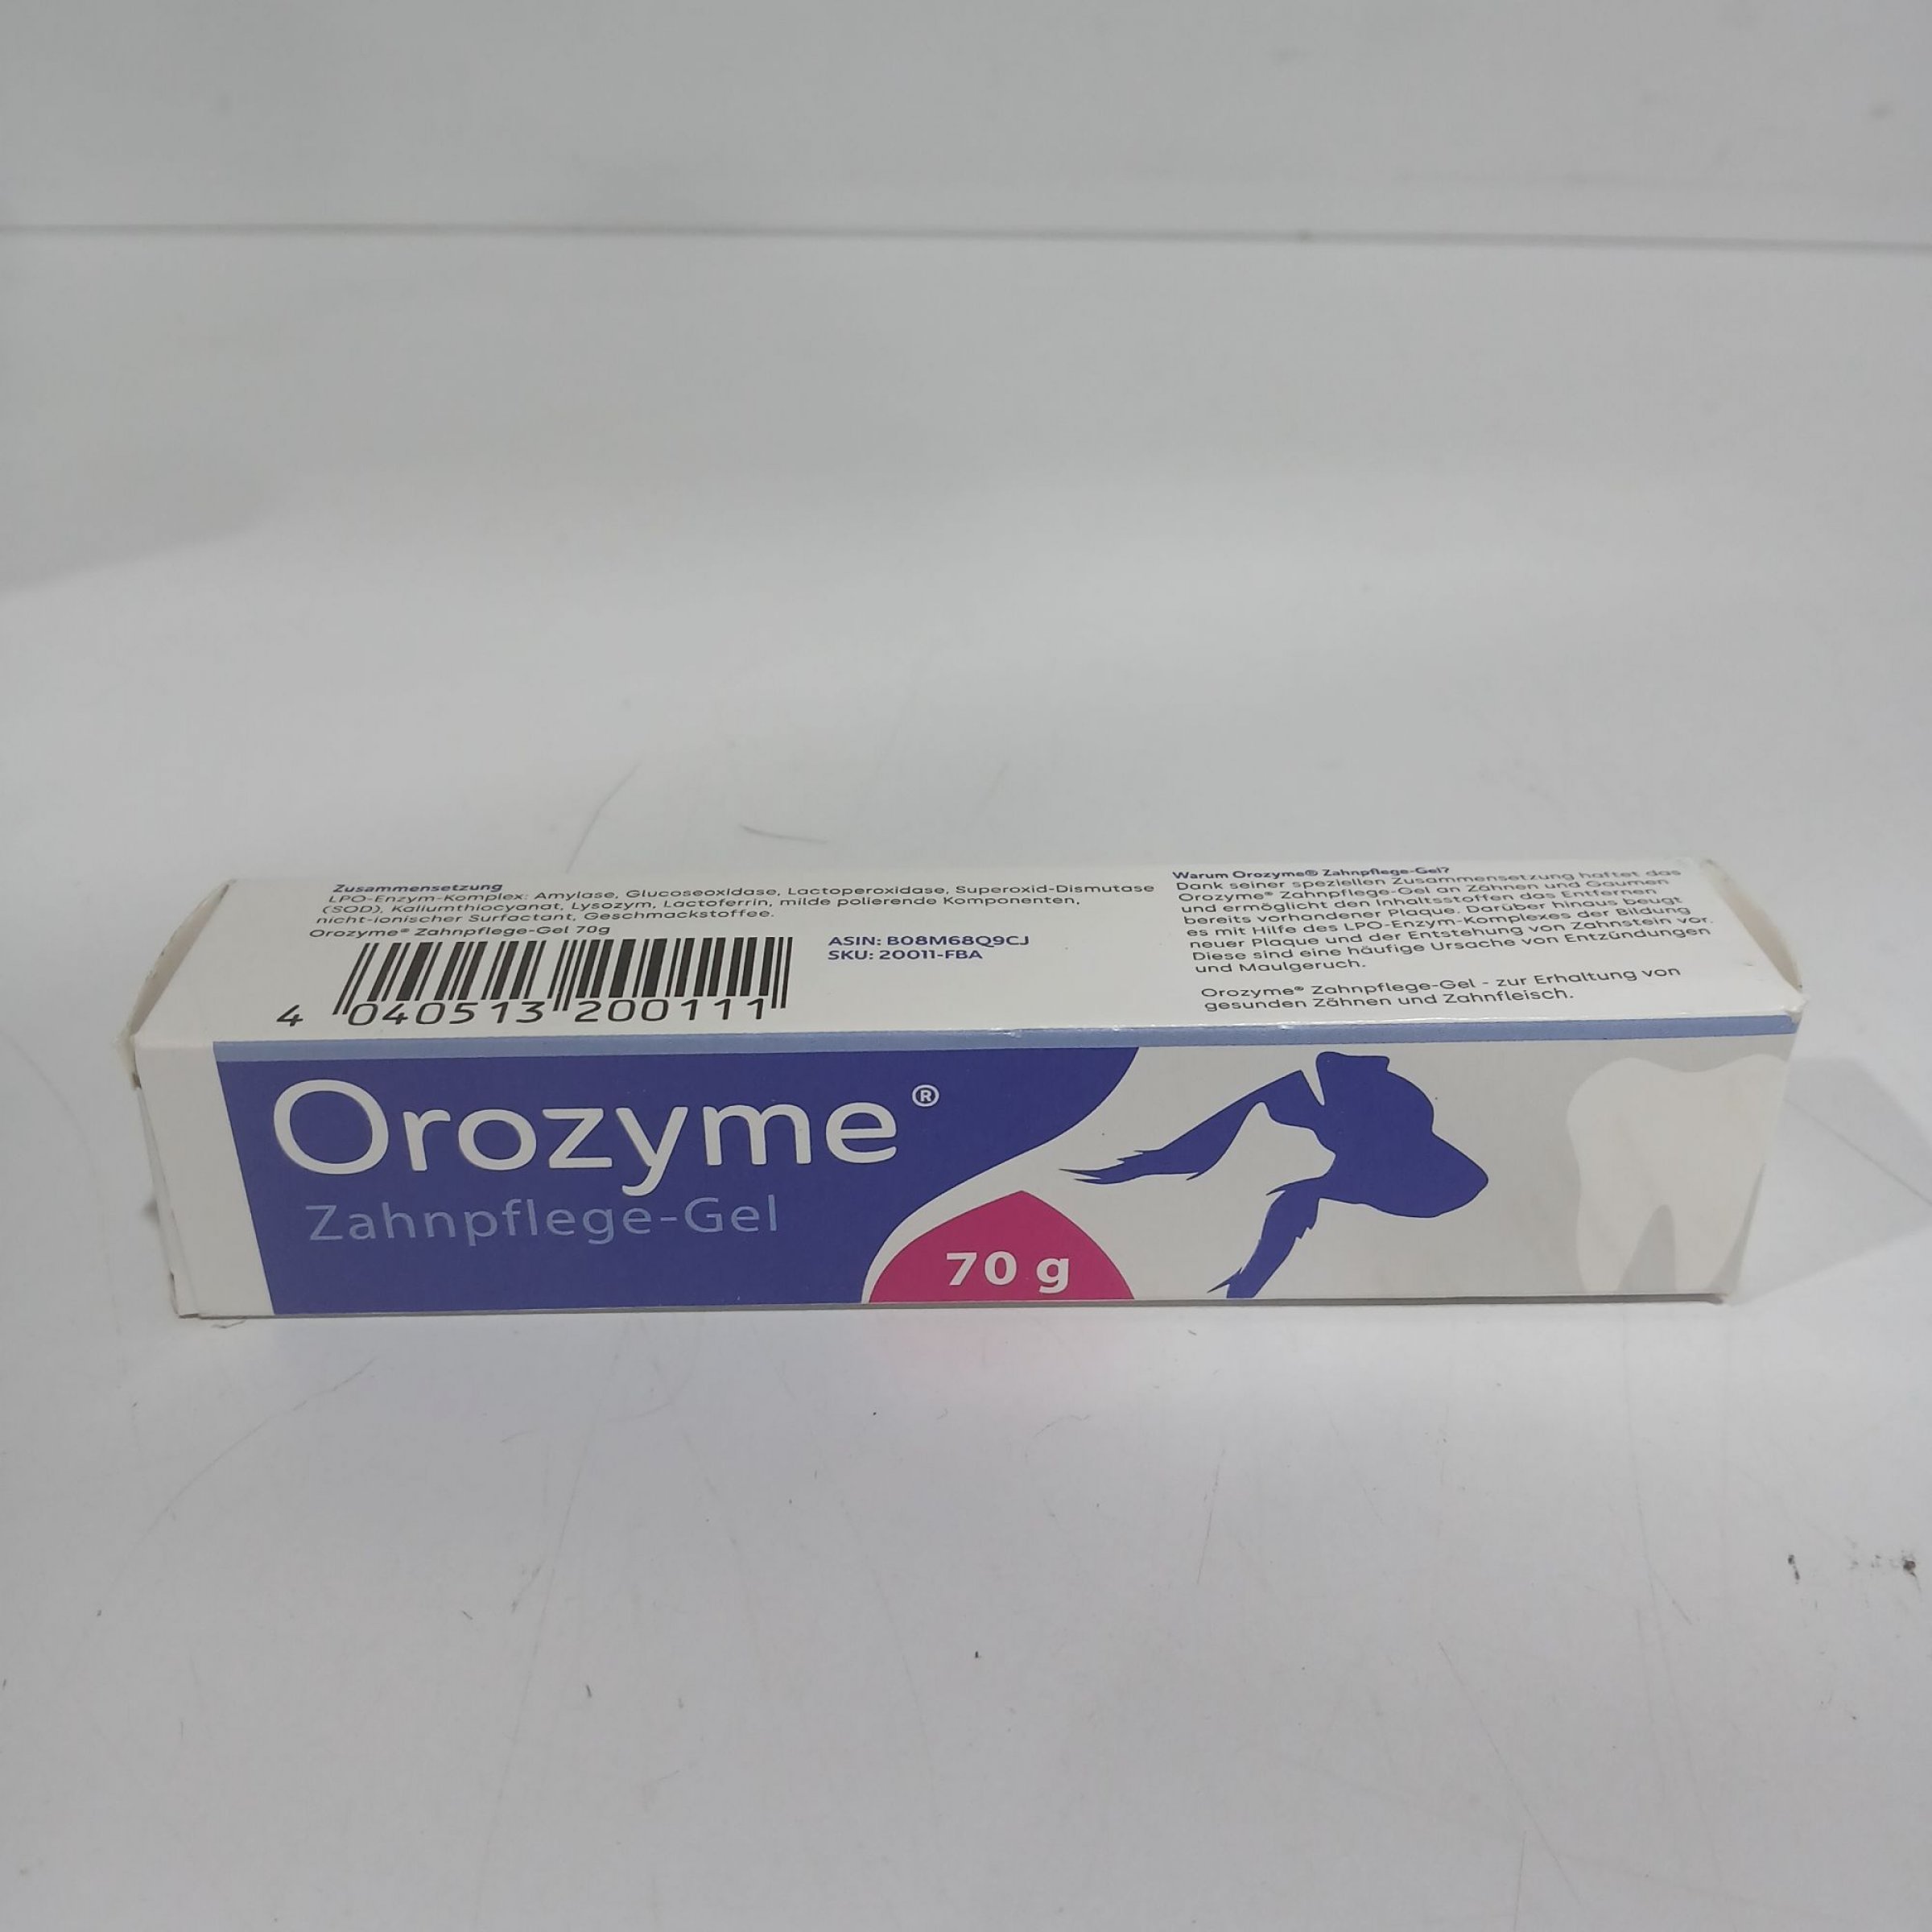 Zusammensetzung
LPO-Enzym-Komplex: Amylase, Glucoseoxidase, Lactoperoxidase, Superoxid-Dismutase
(SOD), Kaliumthiocyanat, Lysozym, Lactoferrin, milde polierende Komponenten,
nicht-ionischer Surfactant, Geschmackstoffee.
Orozyme® Zahnpflege-Gel 70g
4 040513 200111
ASIN: B08M68Q9CJ
SKU: 20011-FBA
Warum Orozyme® Zahnpflege-Gel?
Dank seiner speziellen Zusammensetzung haftet das
Orozyme® Zahnpflege-Gel an Zähnen und Gaumen
und ermöglicht den Inhaltsstoffen das Entfernen
bereits vorhandener Plaque. Darüber hinaus beugt
es mit Hilfe des LPO-Enzym-Komplexes der Bildung
neuer Plaque und der Entstehung von Zahnstein vor.
Diese sind eine häufige Ursache von Entzündungen
und Maulgeruch.
Orozyme® Zahnpflege-Gel - zur Erhaltung von
gesunden Zähnen und Zahnfleisch.
Orozyme®
Zahnpflege-Gel
70 g